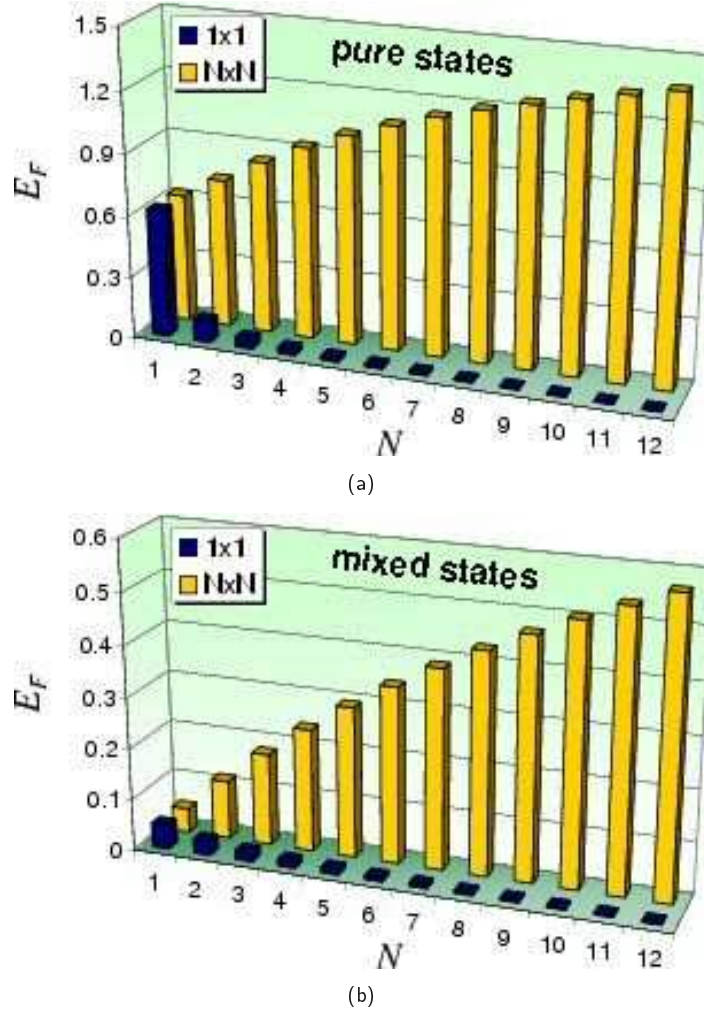 1.5
1.2
0.9
0.6
0.3
0
E_F
1x1
NxN
pure states
1 2 3 4 5 6 7 8 9 10 11 12
N
(a)
0.6
0.5
0.4
0.3
0.2
0.1
0
E_F
1x1
NxN
mixed states
1 2 3 4 5 6 7 8 9 10 11 12
N
(b)